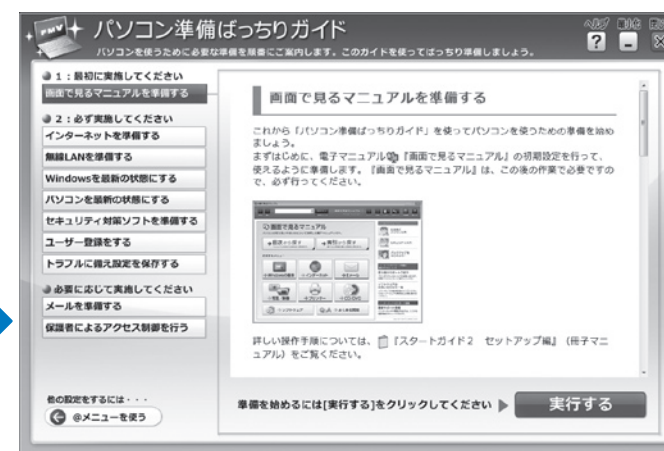 FMV
パソコン準備ばっちりガイド
パソコンを使うために必要な準備を順番にご案内します。このガイドを使ってばっちり準備しましょう。
1:最初に実施してください
画面で見るマニュアルを準備する
2:必ず実施してください
インターネットを準備する
無線LANを準備する
Windowsを最新の状態にする
パソコンを最新の状態にする
セキュリティ対策ソフトを準備する
ユーザー登録をする
トラブルに備え設定を保存する
必要に応じて実施してください
メールを準備する
保護者によるアクセス制御を行う
他の設定をするには・・・
@メニューを使う
画面で見るマニュアルを準備する
これから「パソコン準備ばっちりガイド」を使ってパソコンを使うための準備を始め
ましょう。
まずはじめに、電子マニュアル『画面で見るマニュアル』の初期設定を行って、
使えるように準備します。『画面で見るマニュアル』は、この後の作業で必要ですの
で、必ず行ってください。
画面で見るマニュアル
詳しい操作手順については、『スタートガイド2 セットアップ編』(冊子マニ
ュアル)をご覧ください。
準備を始めるには[実行する]をクリックしてください
実行する